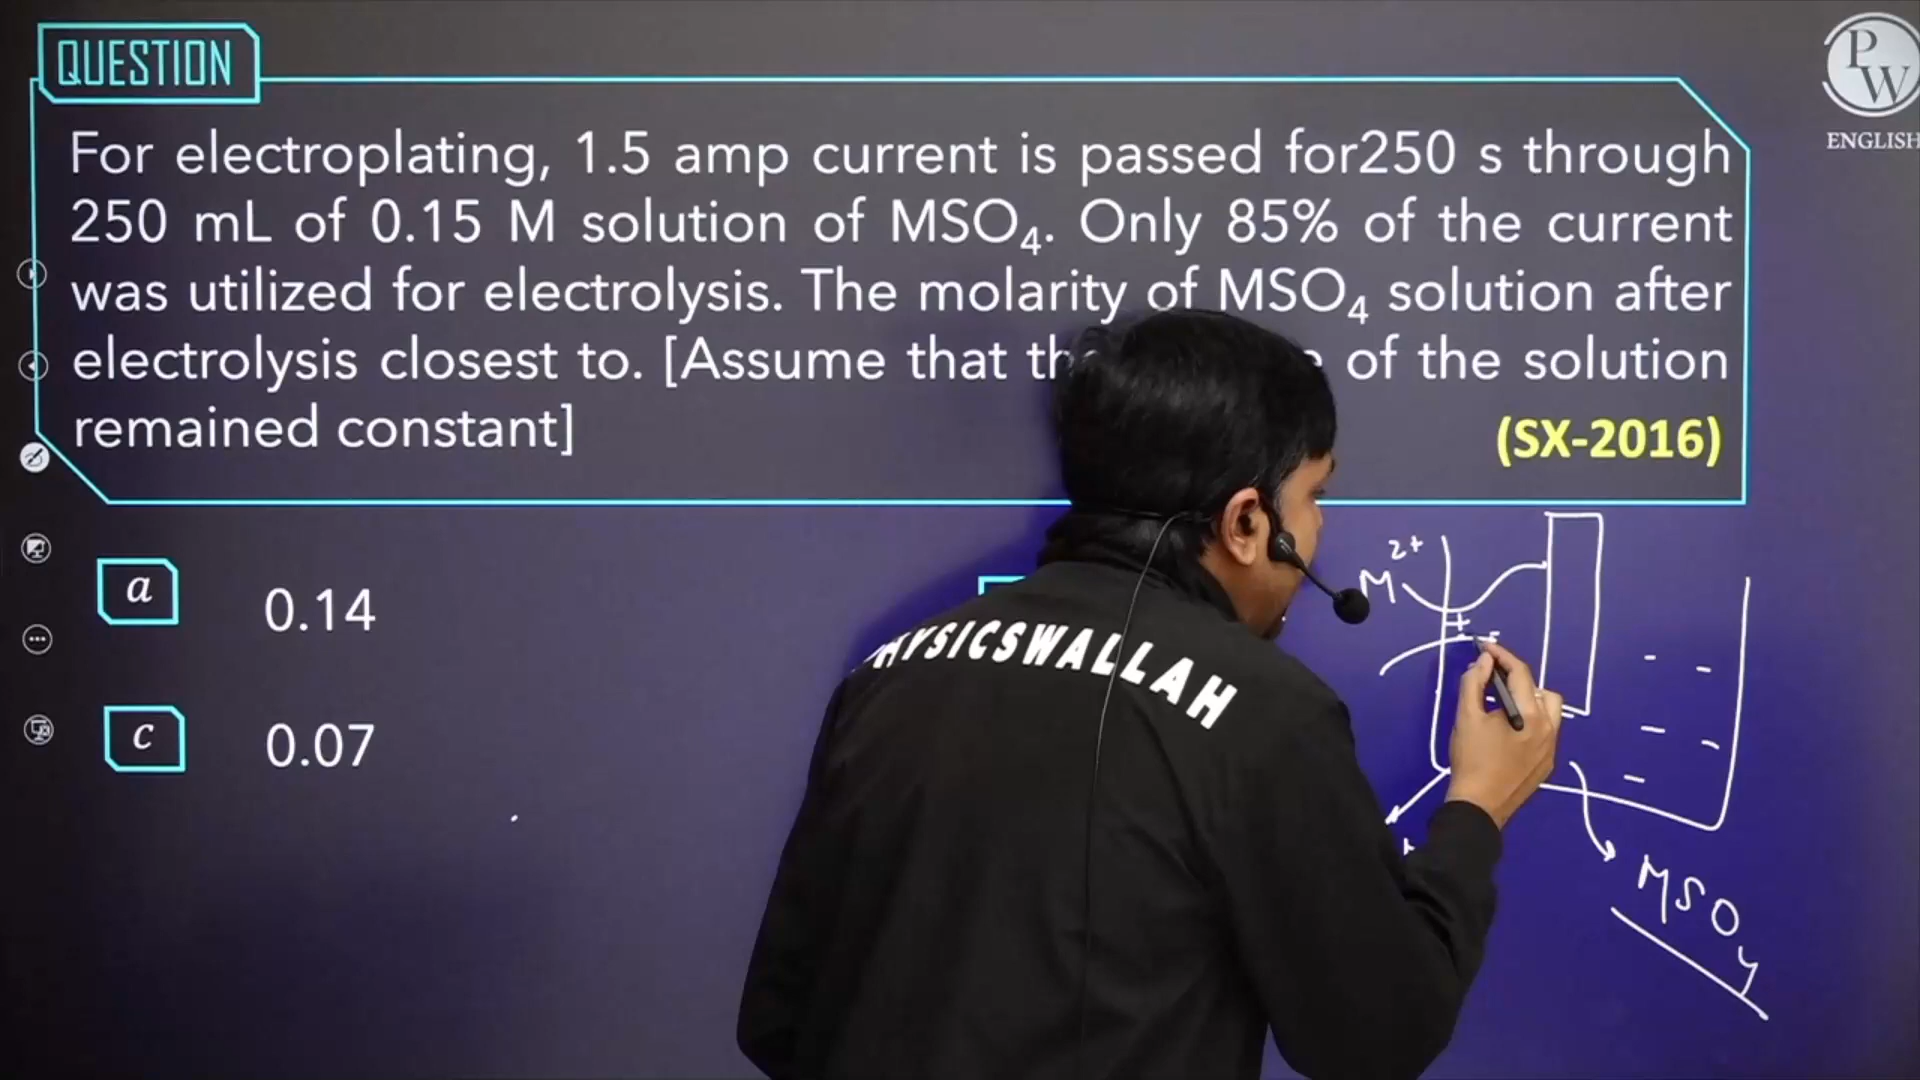 QUESTION
PW
ENGLISH
For electroplating, 1.5 amp current is passed for250 s through
250 mL of 0.15 M solution of MSO₄. Only 85% of the current
was utilized for electrolysis. The molarity of MSO₄ solution after
electrolysis closest to. [Assume that of the solution
remained constant]
(SX-2016)
a 0.14
c 0.07
M²⁺
MSO₄
PHYSICSWALLAH